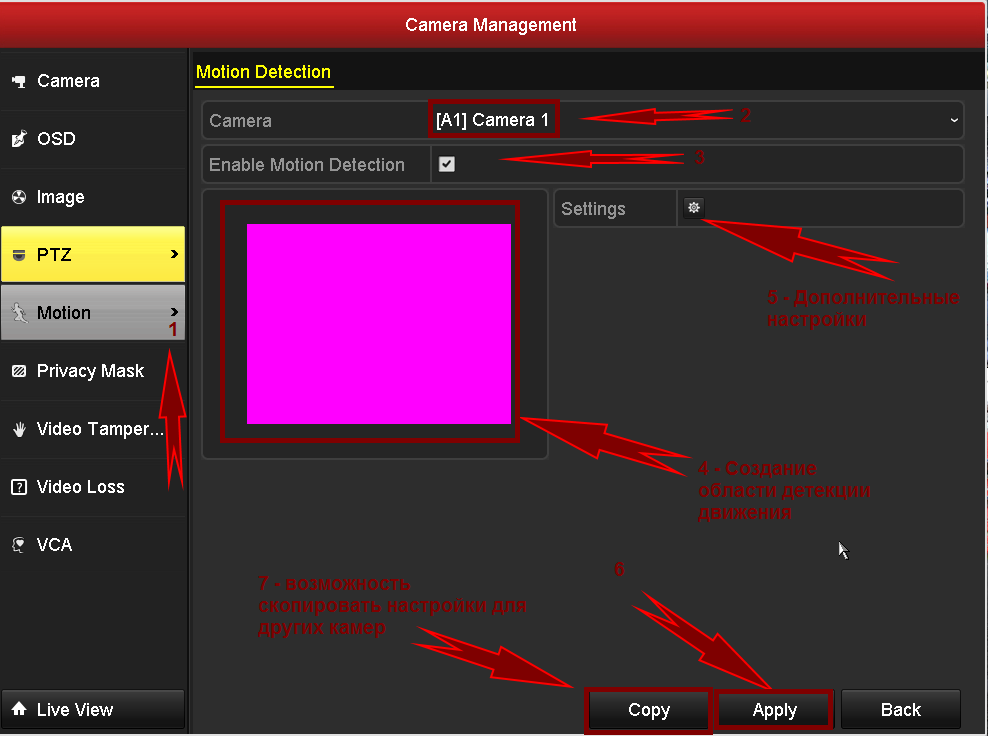 Camera Management
Camera
OSD
Image
PTZ
Motion
1
Privacy Mask
Video Tamper...
Video Loss
VCA
Live View
Motion Detection
Camera [A1] Camera 1 2
Enable Motion Detection 3
Settings
5 - Дополнительные
настройки
4 - Создание
области детекции
движения
6
7 - возможность
скопировать настройки для
других камер
Copy Apply Back